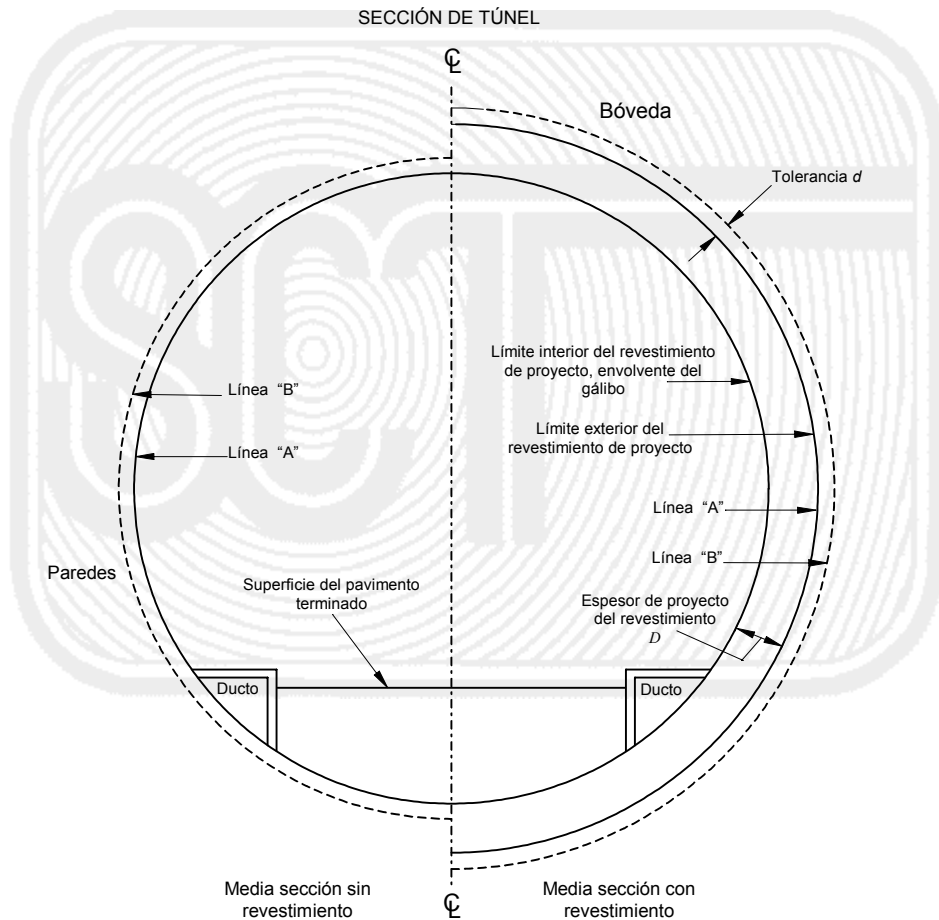 SECCIÓN DE TÚNEL
℄
Bóveda
Tolerancia d
Límite interior del revestimiento
de proyecto, envolvente del
gálibo
Línea “B”
Límite exterior del
revestimiento de proyecto
Línea “A”
Línea “A”
Línea “B”
Paredes
Superficie del pavimento
terminado
Espesor de proyecto
del revestimiento
D
Ducto
Ducto
Media sección sin
revestimiento
℄
Media sección con
revestimiento
SCT